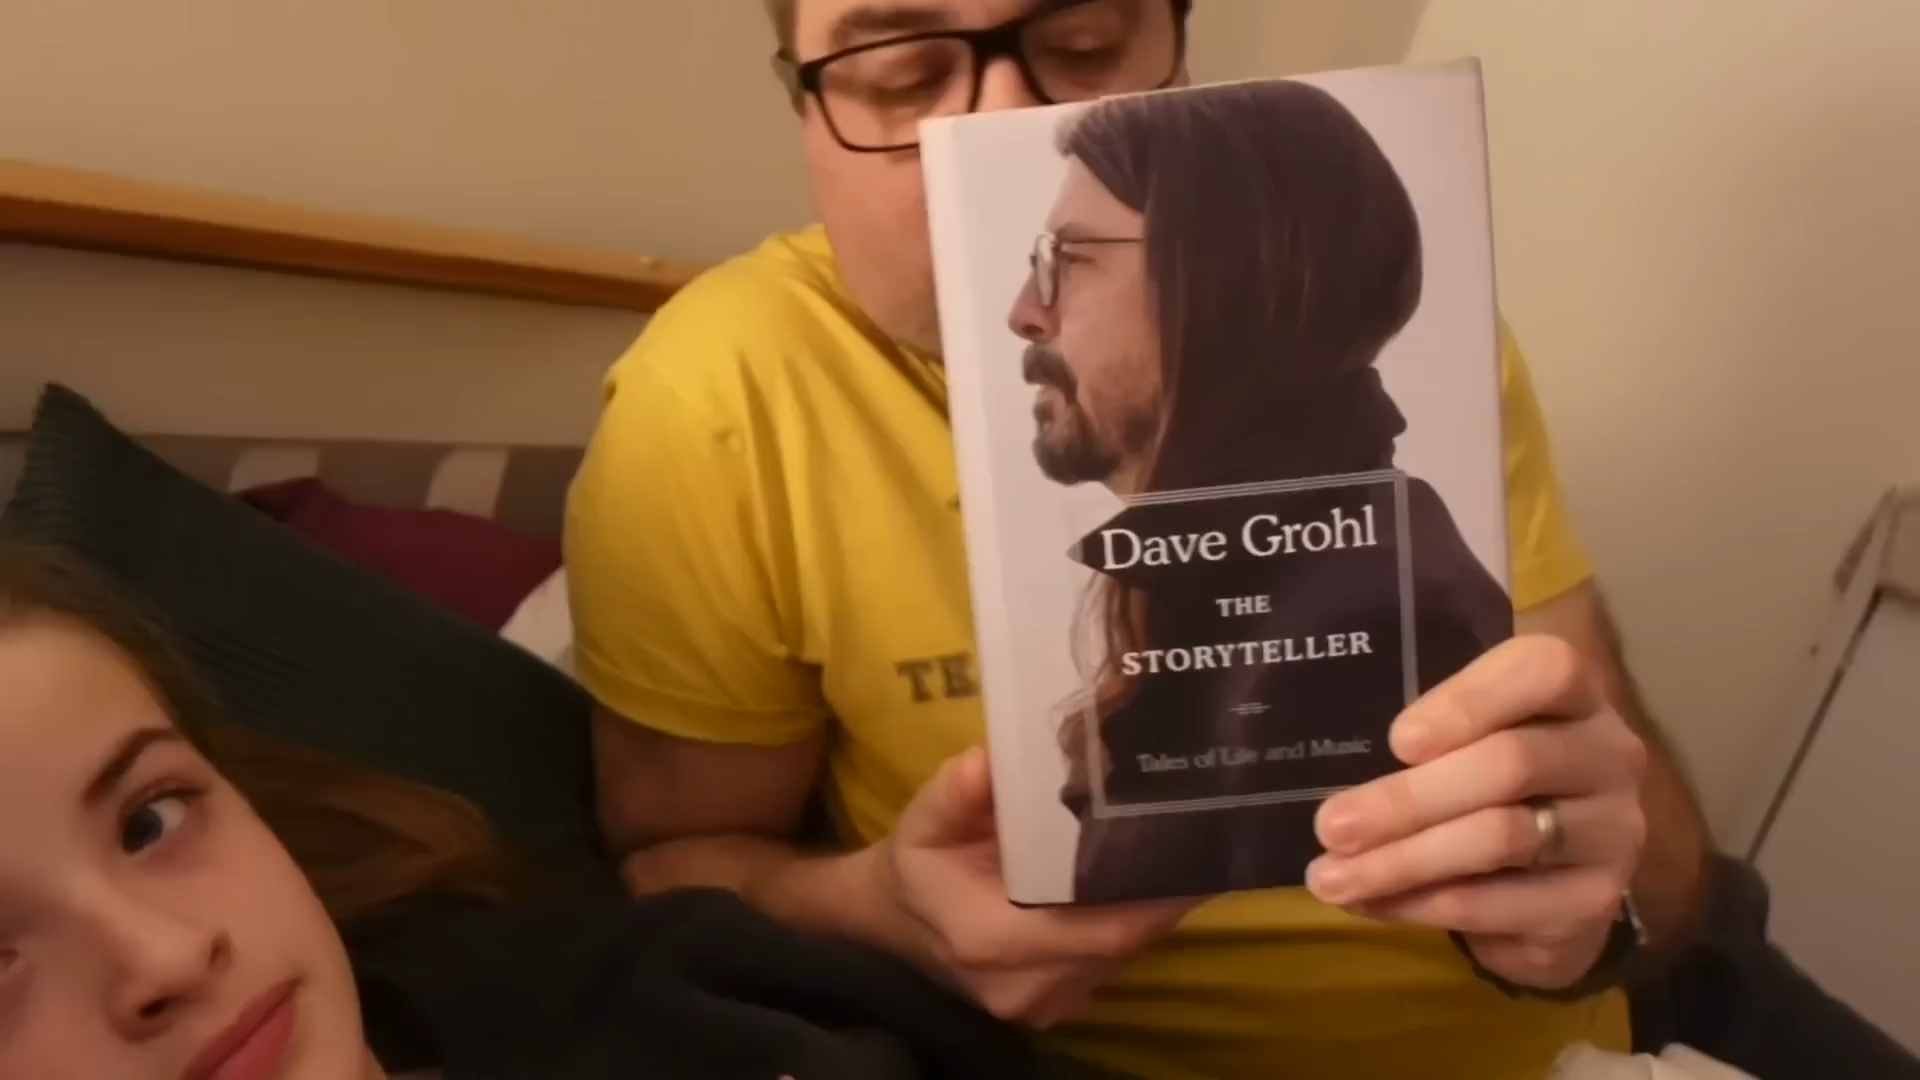 Dave Grohl
THE
STORYTELLER
Tales of Life and Music